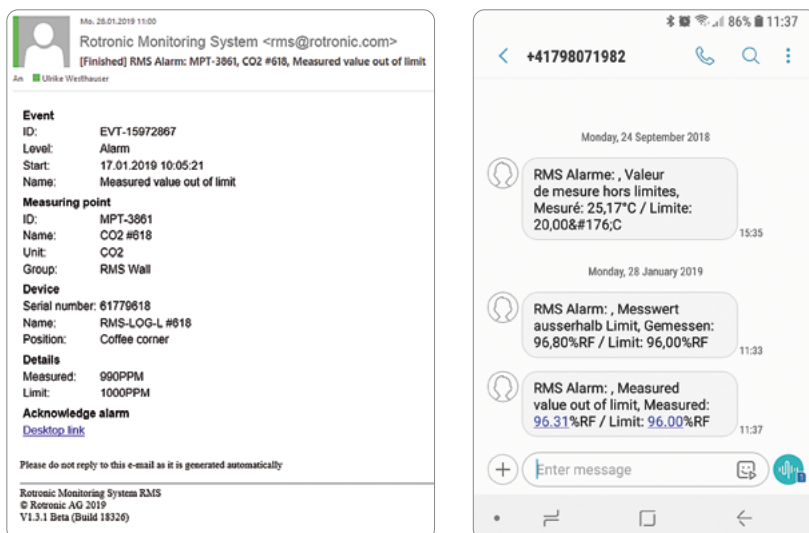 Mo. 28.01.2019 11:00
Rotronic Monitoring System <rms@rotronic.com>
[Finished] RMS Alarm: MPT-3861, CO2 #618, Measured value out of limit
An Ulrike Westhauser
Event
ID: EVT-15972867
Level: Alarm
Start: 17.01.2019 10:05:21
Name: Measured value out of limit
Measuring point
ID: MPT-3861
Name: CO2 #618
Unit: CO2
Group: RMS Wall
Device
Serial number: 61779618
Name: RMS-LOG-L #618
Position: Coffee corner
Details
Measured: 990PPM
Limit: 1000PPM
Acknowledge alarm
Desktop link
Please do not reply to this e-mail as it is generated automatically
Rotronic Monitoring System RMS
© Rotronic AG 2019
V1.3.1 Beta (Build 18326)
86% 11:37
+41798071982
Monday, 24 September 2018
RMS Alarme: , Valeur
de mesure hors limites,
Mesuré: 25,17°C / Limite:
20,00&#176;C
15:35
Monday, 28 January 2019
RMS Alarm: , Messwert
ausserhalb Limit, Gemessen:
96,80%RF / Limit: 96,00%RF
11:33
RMS Alarm: , Measured
value out of limit, Measured:
96.31%RF / Limit: 96.00%RF
11:37
Enter message
1